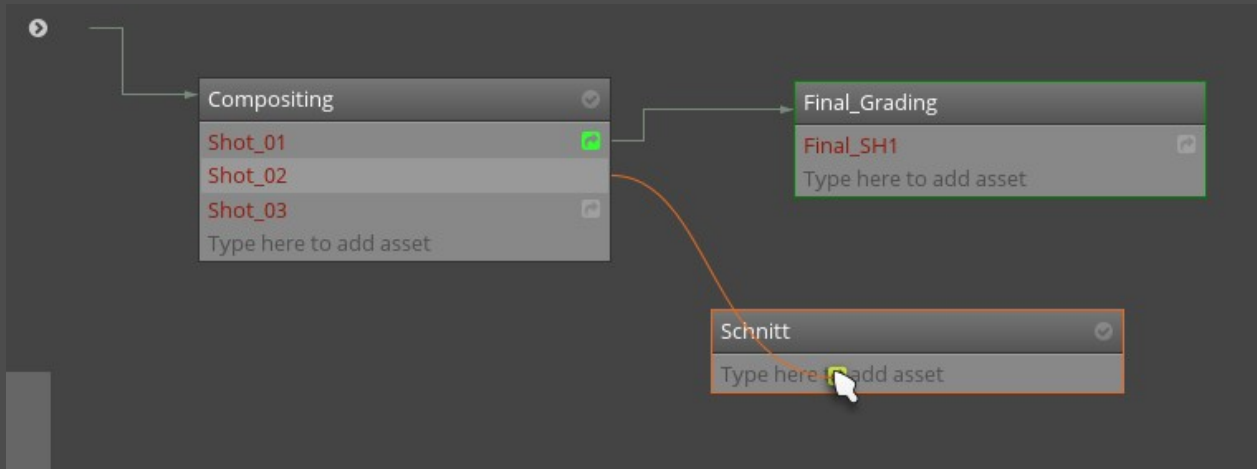 Compositing
Shot_01
Shot_02
Shot_03
Type here to add asset
Final_Grading
Final_SH1
Type here to add asset
Schnitt
Type here to add asset